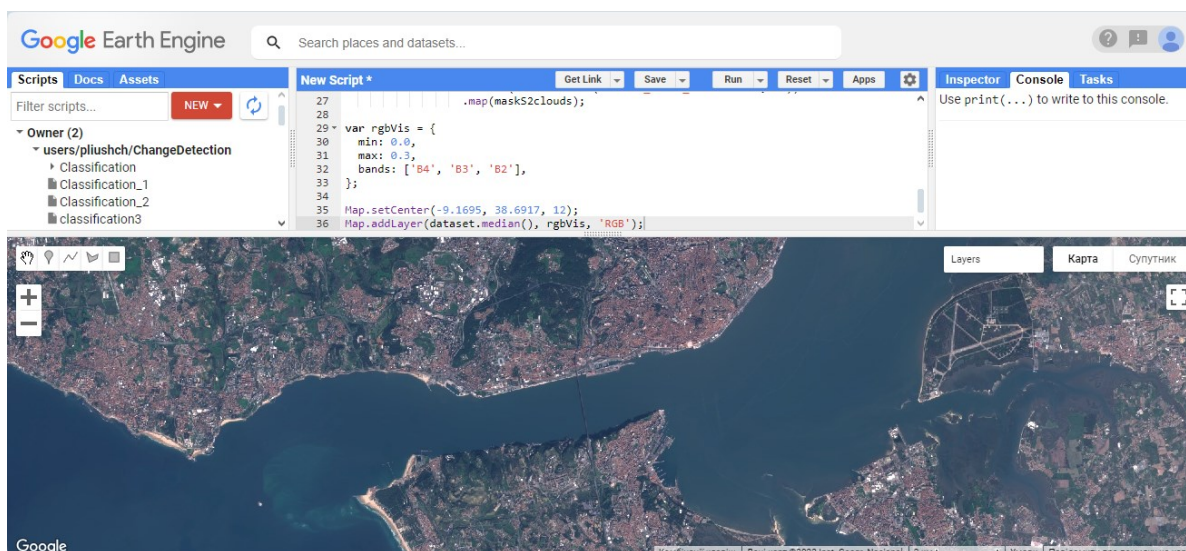 Google Earth Engine
Search places and datasets...
Scripts Docs Assets
Filter scripts...
NEW
Owner (2)
users/pliushch/ChangeDetection
Classification
Classification_1
Classification_2
classification3
New Script *
Get Link Save Run Reset Apps
27 .map(maskS2clouds);
28
29 var rgbVis = {
30 min: 0.0,
31 max: 0.3,
32 bands: ['B4', 'B3', 'B2'],
33 };
34
35 Map.setCenter(-9.1695, 38.6917, 12);
36 Map.addLayer(dataset.median(), rgbVis, 'RGB');
Inspector Console Tasks
Use print(...) to write to this console.
Layers
Карта Супутник
Google